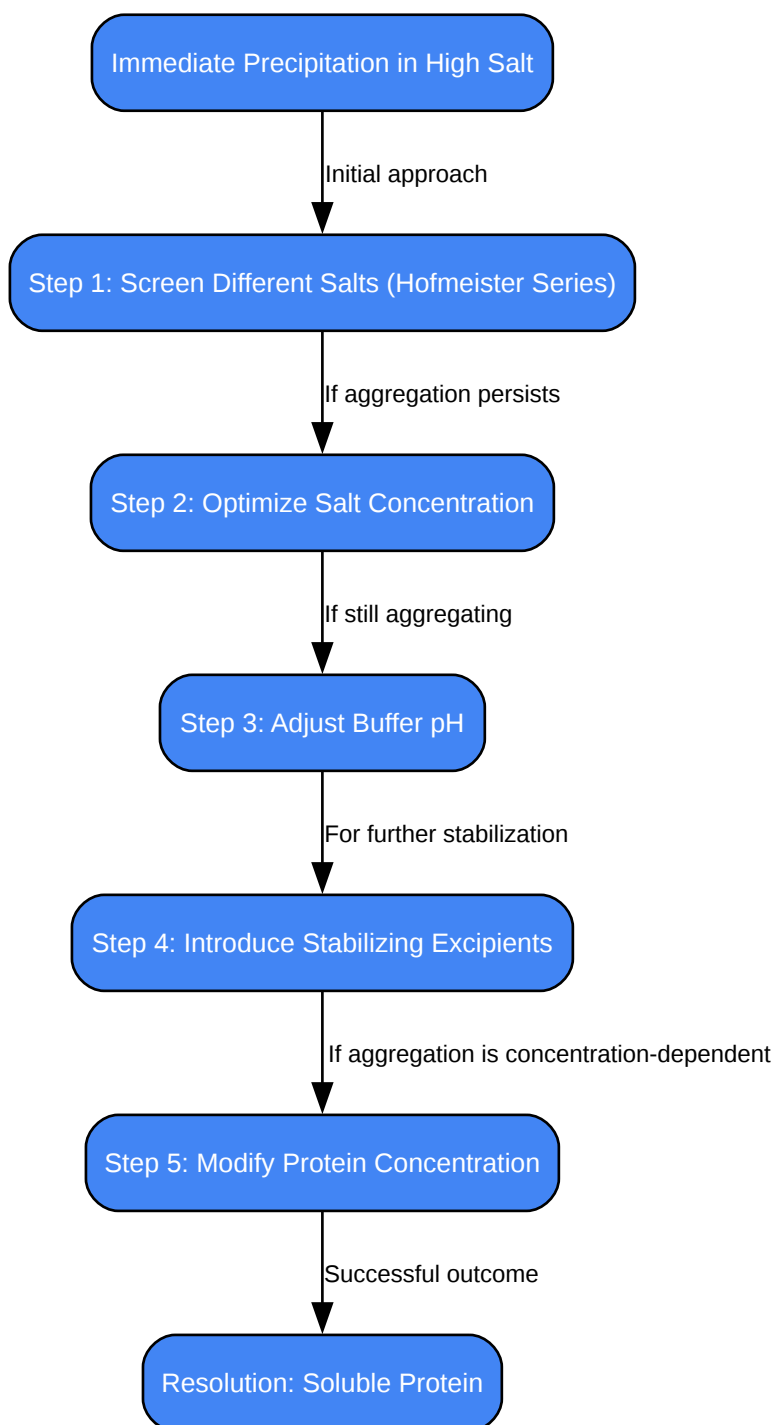 Immediate Precipitation in High Salt
Initial approach
Step 1: Screen Different Salts (Hofmeister Series)
If aggregation persists
Step 2: Optimize Salt Concentration
If still aggregating
Step 3: Adjust Buffer pH
For further stabilization
Step 4: Introduce Stabilizing Excipients
If aggregation is concentration-dependent
Step 5: Modify Protein Concentration
Successful outcome
Resolution: Soluble Protein